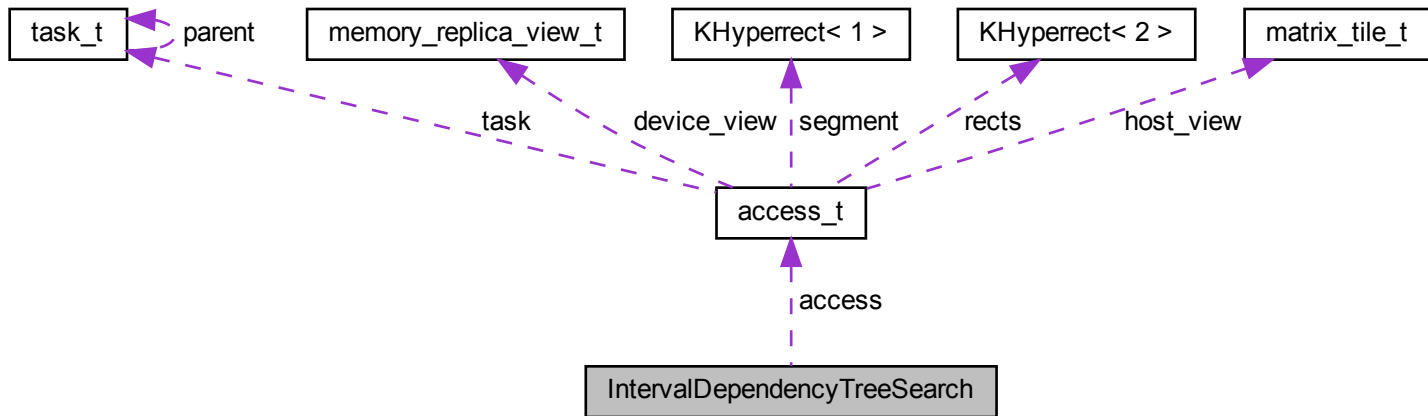 task_t
parent
memory_replica_view_t
KHyperrect< 1 >
KHyperrect< 2 >
matrix_tile_t
task
device_view
segment
rects
host_view
access_t
access
IntervalDependencyTreeSearch